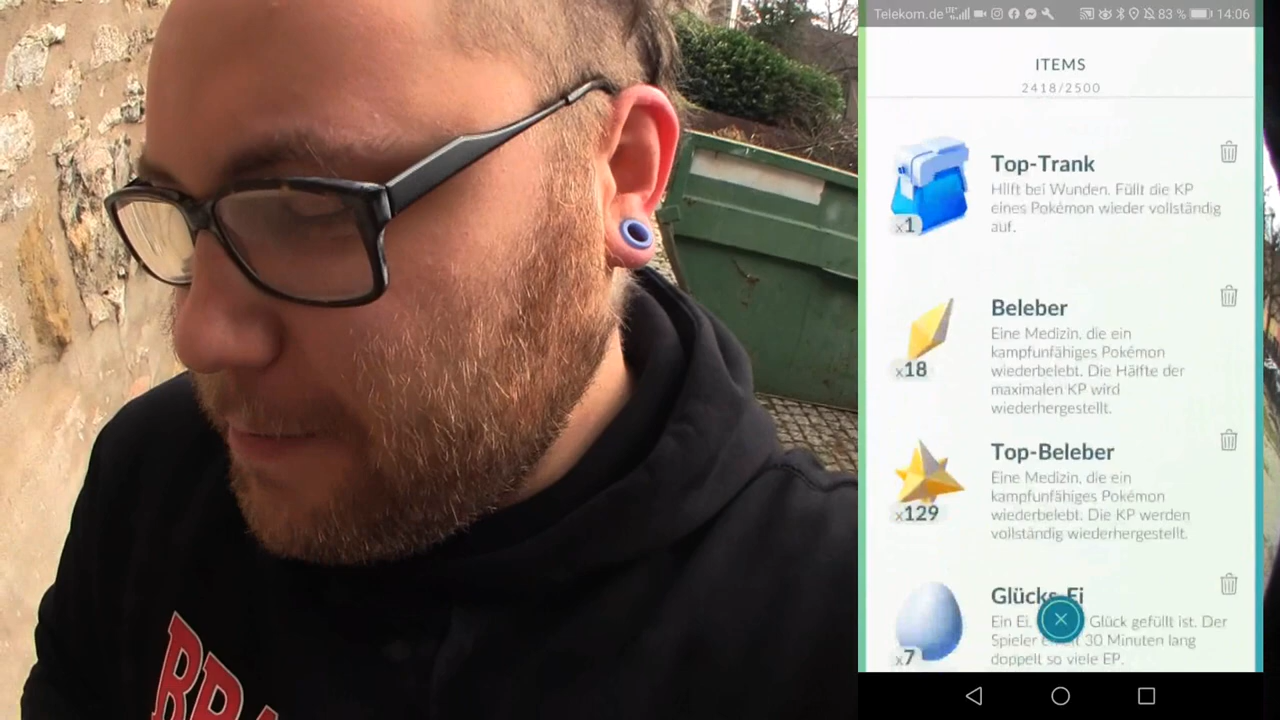 Telekom.de 83 % 14:06
ITEMS
2418/2500
Top-Trank
Hilft bei Wunden. Füllt die KP
eines Pokémon wieder vollständig
auf.
x1
Beleber
Eine Medizin, die ein
kampfunfähiges Pokémon
wiederbelebt. Die Hälfte der
maximalen KP wird
wiederhergestellt.
x18
Top-Beleber
Eine Medizin, die ein
kampfunfähiges Pokémon
wiederbelebt. Die KP werden
vollständig wiederhergestellt.
x129
Glücks-Ei
Ein Ei, Glück gefüllt ist. Der
Spieler 30 Minuten lang
doppelt so viele EP.
x7